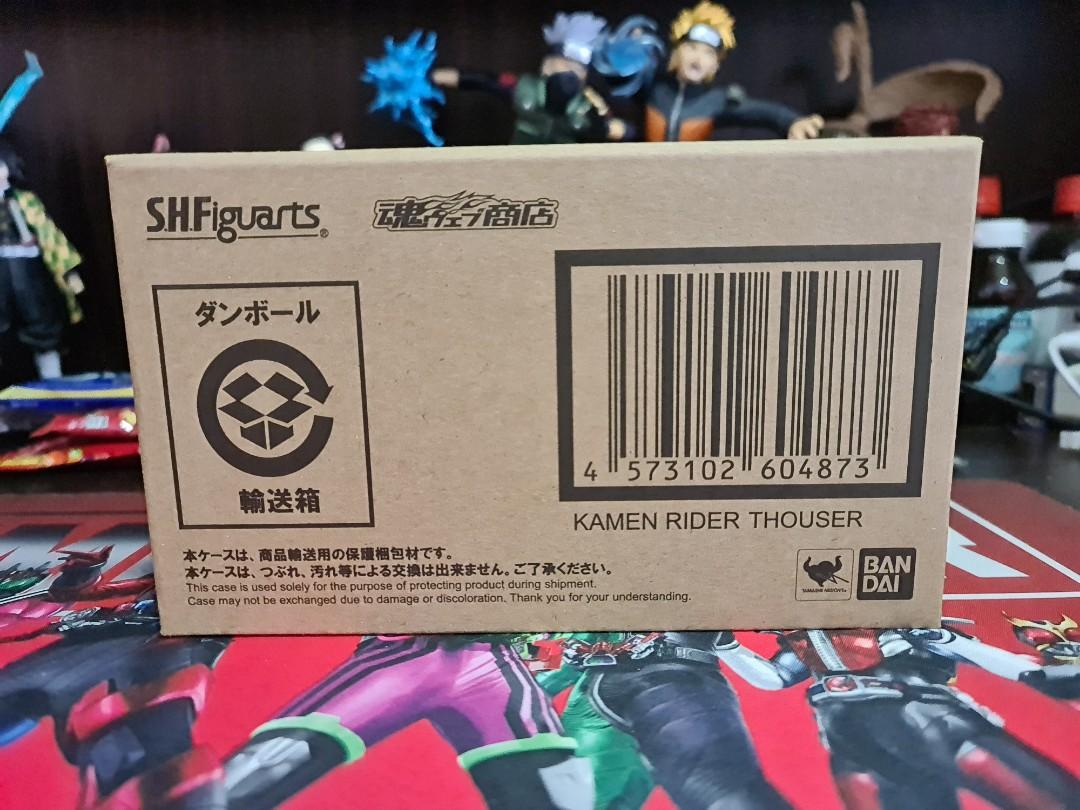 S.H.Figuarts®
魂ウェブ商店
ダンボール
輸送箱
4 573102 604873
KAMEN RIDER THOUSER
本ケースは、商品輸送用の保護梱包材です。
本ケースは、つぶれ、汚れ等による交換は出来ません。ご了承ください。
This case is used solely for the purpose of protecting product during shipment.
Case may not be exchanged due to damage or discoloration. Thank you for your understanding.
TAMASHII NATIONS
BAN
DAI